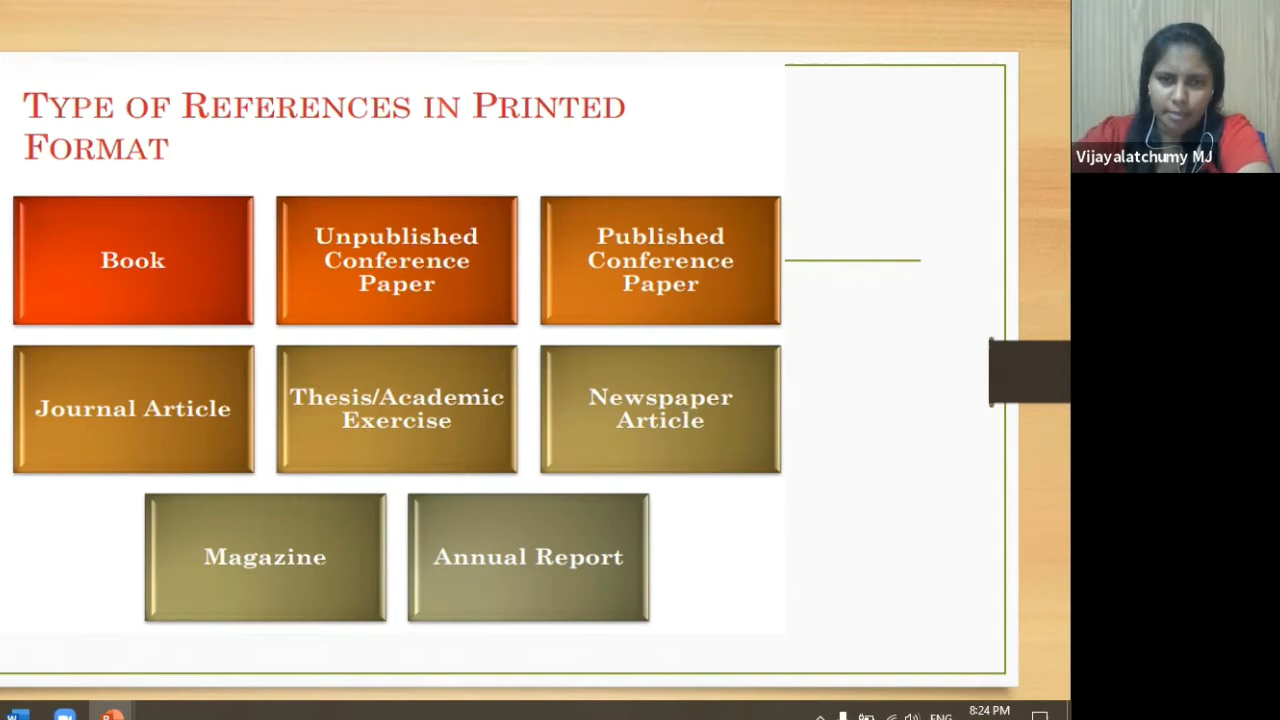 TYPE OF REFERENCES IN PRINTED
FORMAT
Book
Unpublished
Conference
Paper
Published
Conference
Paper
Journal Article
Thesis/Academic
Exercise
Newspaper
Article
Magazine
Annual Report
Vijayalatchumy MJ
ENG
8:24 PM